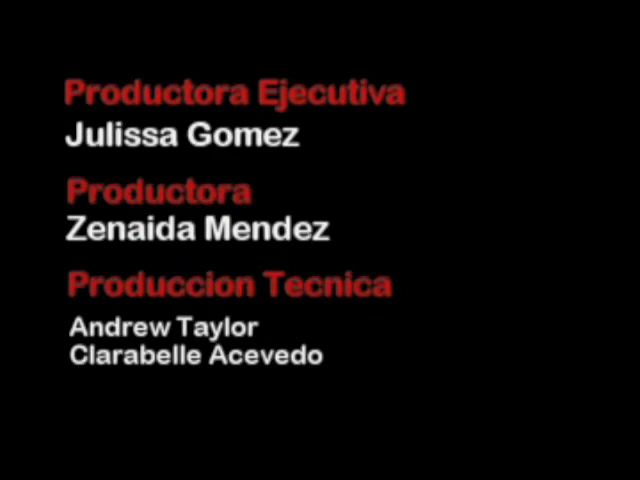 Productora Ejecutiva
Julissa Gomez
Productora
Zenaida Mendez
Produccion Tecnica
Andrew Taylor
Clarabelle Acevedo